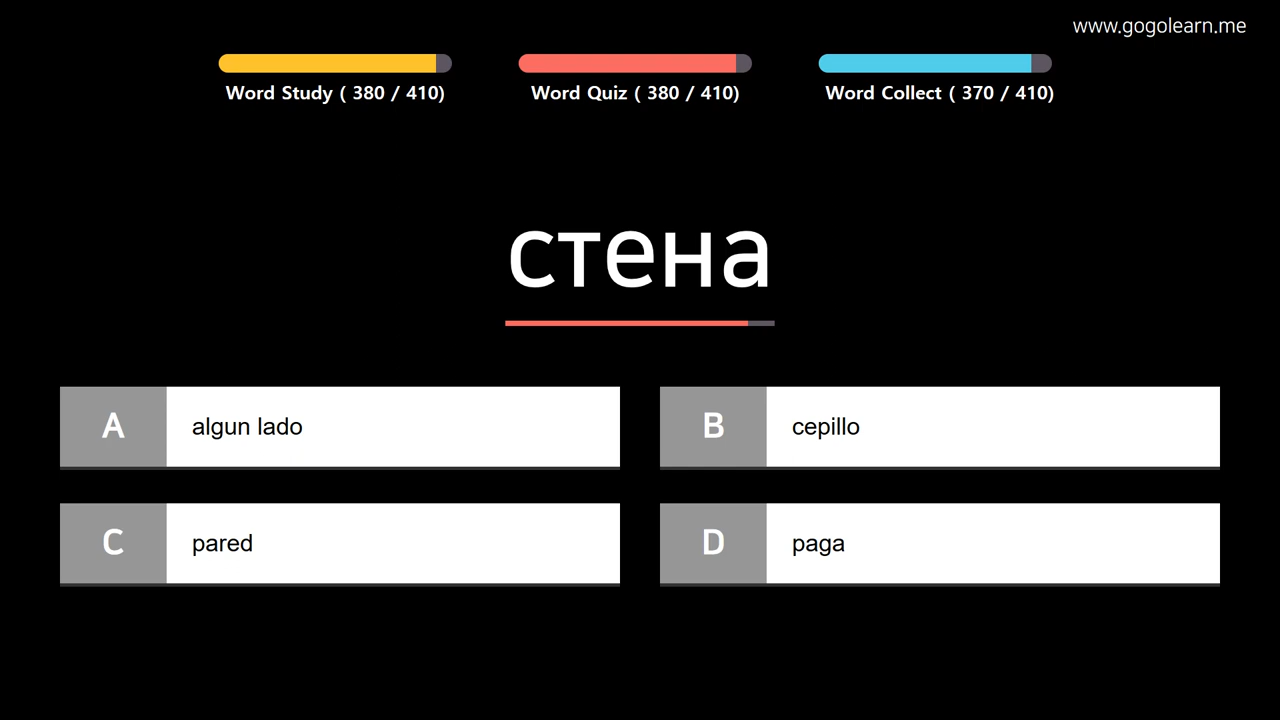 www.gogolearn.me
Word Study ( 380 / 410)
Word Quiz ( 380 / 410)
Word Collect ( 370 / 410)
стена
A
algun lado
B
cepillo
C
pared
D
paga